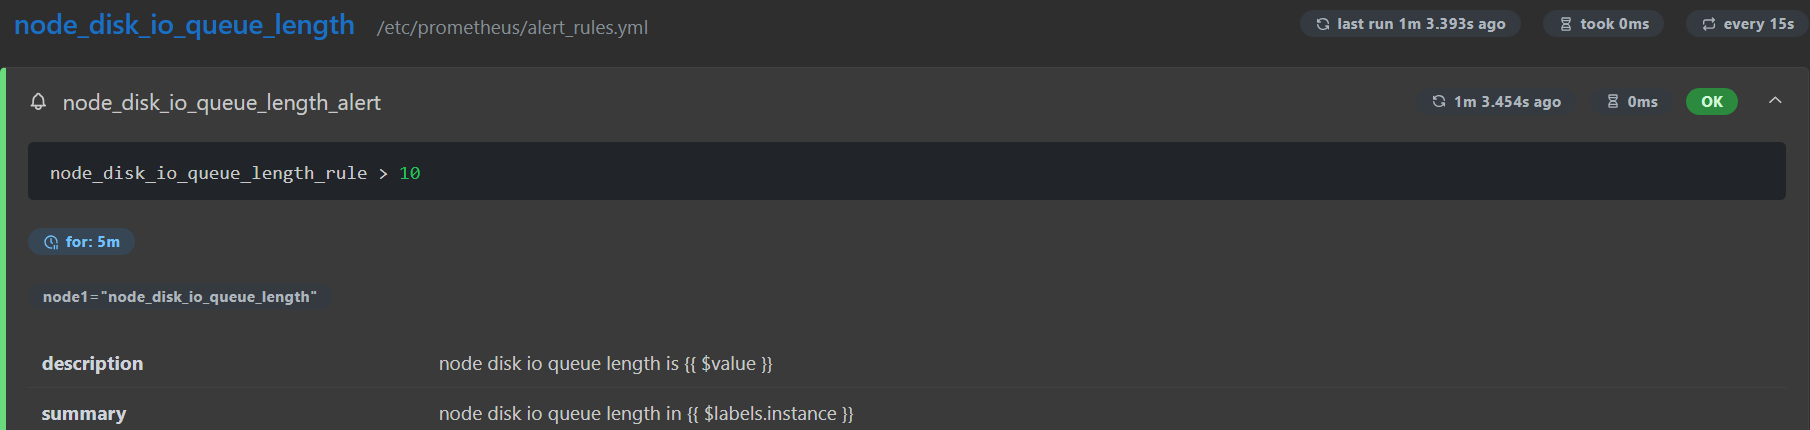 node_disk_io_queue_length /etc/prometheus/alert_rules.yml last run 1m 3.393s ago took 0ms every 15s
node_disk_io_queue_length_alert 1m 3.454s ago 0ms OK
node_disk_io_queue_length_rule > 10
for: 5m
node1="node_disk_io_queue_length"
description node disk io queue length is {{ $value }}
summary node disk io queue length in {{ $labels.instance }}